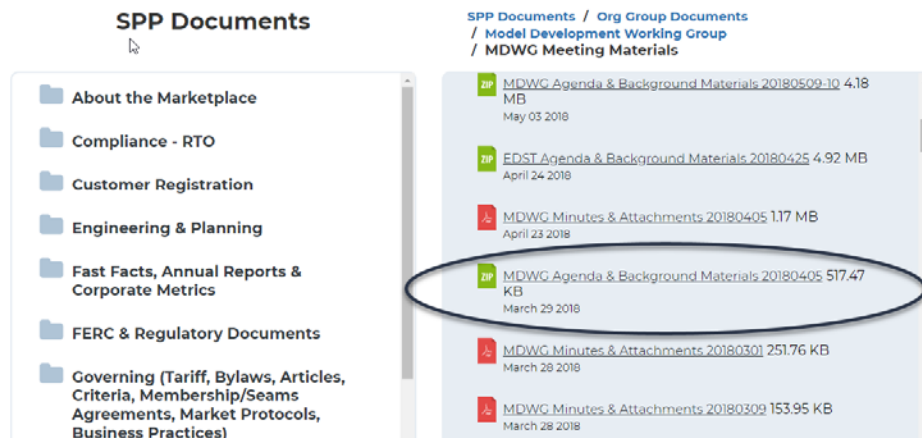 SPP Documents
About the Marketplace
Compliance - RTO
Customer Registration
Engineering & Planning
Fast Facts, Annual Reports &
Corporate Metrics
FERC & Regulatory Documents
Governing (Tariff, Bylaws, Articles,
Criteria, Membership/Seams
Agreements, Market Protocols,
Business Practices)
SPP Documents / Org Group Documents
/ Model Development Working Group
/ MDWG Meeting Materials
ZIP MDWG Agenda & Background Materials 20180509-10 4.18
MB
May 03 2018
ZIP EDST Agenda & Background Materials 20180425 4.92 MB
April 24 2018
MDWG Minutes & Attachments 20180405 1.17 MB
April 23 2018
ZIP MDWG Agenda & Background Materials 20180405 517.47
KB
March 29 2018
MDWG Minutes & Attachments 20180301 251.76 KB
March 28 2018
MDWG Minutes & Attachments 20180309 153.95 KB
March 28 2018